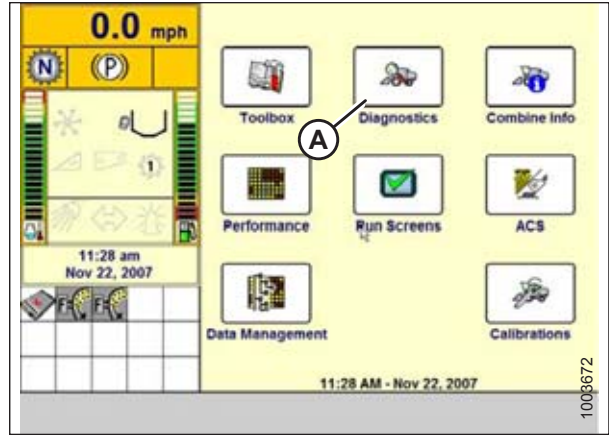 0.0 mph
N (P)
1
11:28 am
Nov 22, 2007
Toolbox
Diagnostics
Combine Info
A
Performance
Run Screens
ACS
Data Management
Calibrations
11:28 AM - Nov 22, 2007
1003672